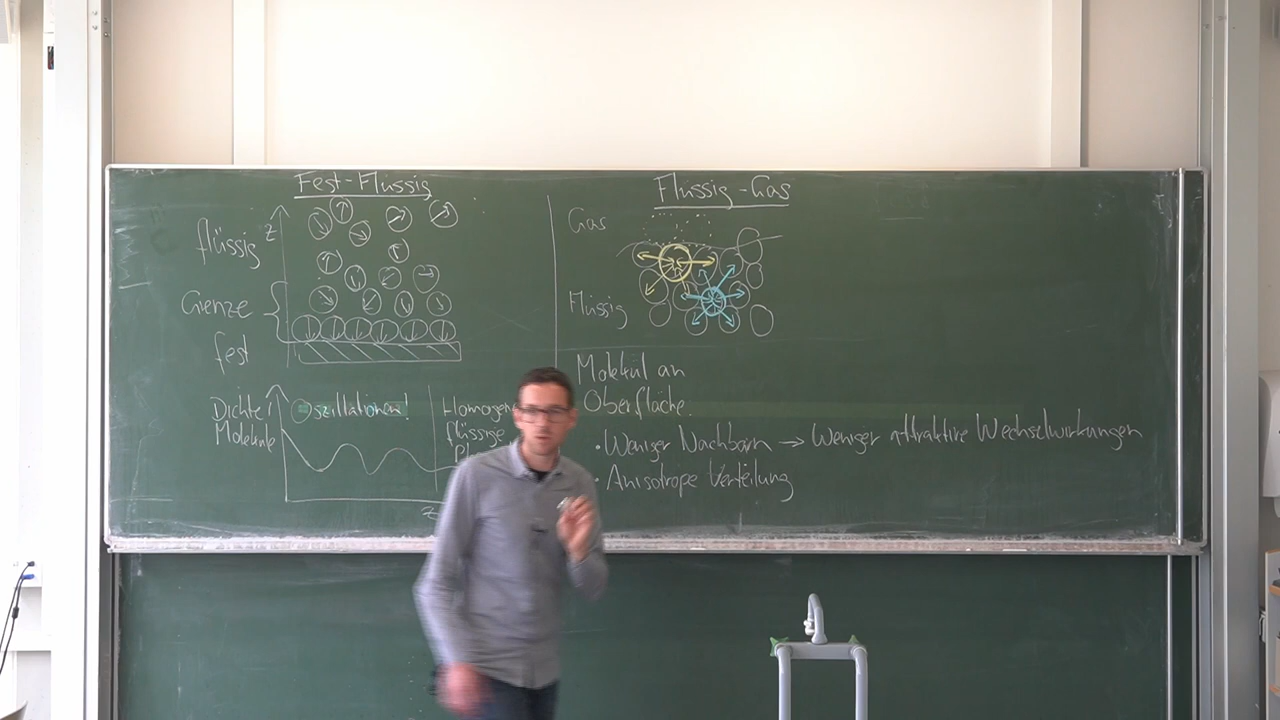 Fest-Flüssig
flüssig
z
Grenze
fest
Dichte
Moleküle
Oszillationen!
Homogene
flüssige
z
Flüssig-Gas
Gas
Flüssig
Molekül an
Oberfläche:
• Weniger Nachbarn → Weniger attraktive Wechselwirkungen
• Anisotrope Verteilung